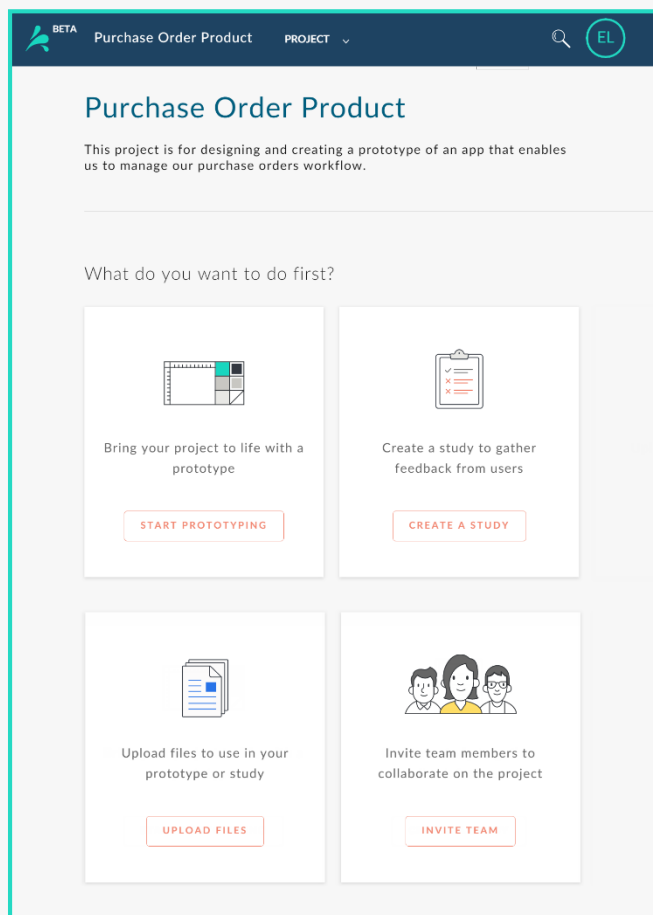 BETA
Purchase Order Product
PROJECT
EL
Purchase Order Product
This project is for designing and creating a prototype of an app that enables
us to manage our purchase orders workflow.
What do you want to do first?
Bring your project to life with a
prototype
START PROTOTYPING
Create a study to gather
feedback from users
CREATE A STUDY
Upload files to use in your
prototype or study
UPLOAD FILES
Invite team members to
collaborate on the project
INVITE TEAM